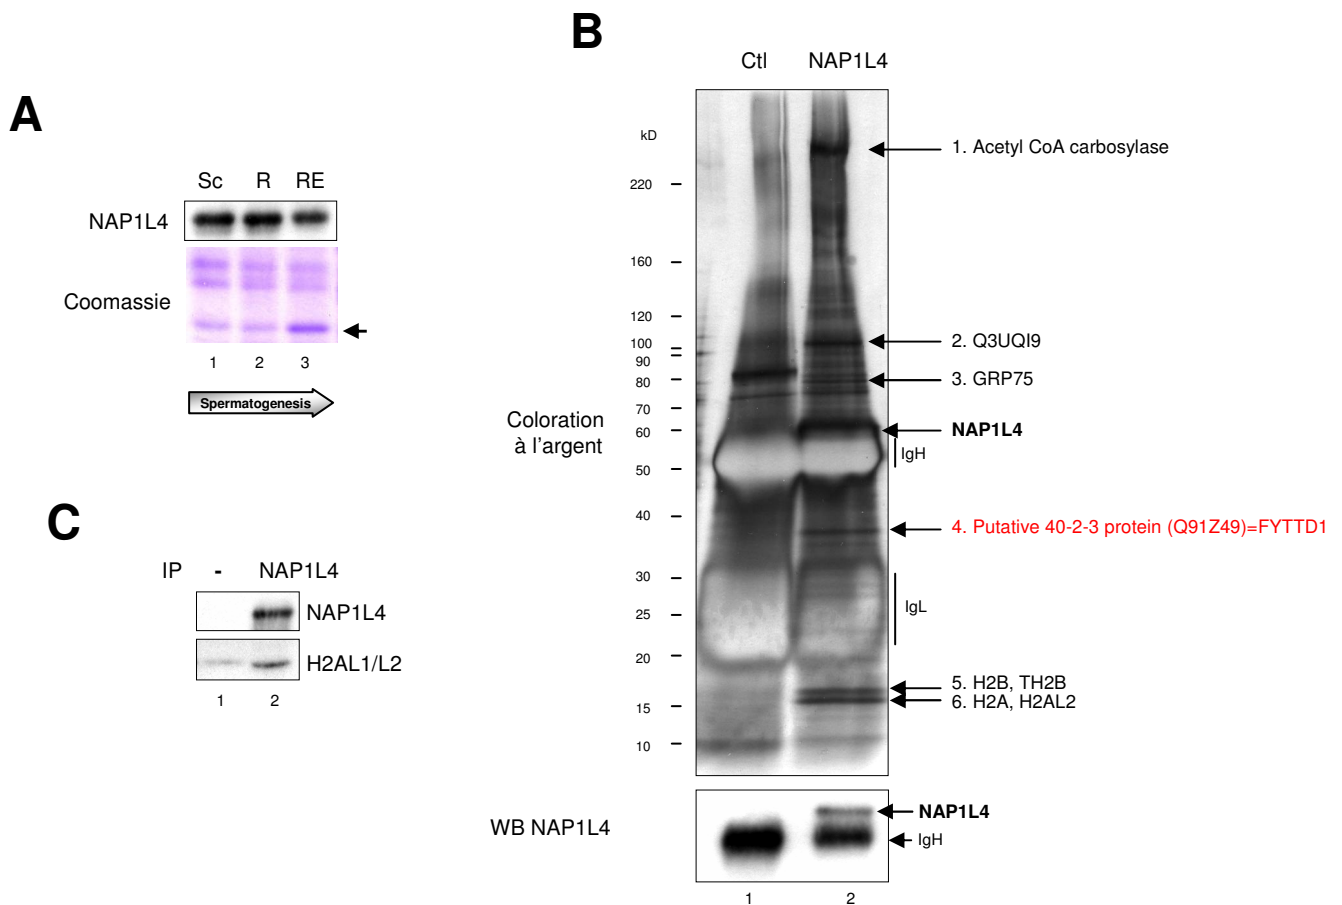 A
Sc R RE
NAP1L4
Coomassie
1 2 3
Spermatogenesis
B
Ctl NAP1L4
kD
220
160
120
100
90
80
70
60
50
40
30
25
20
15
10
Coloration
à l'argent
1. Acetyl CoA carbosylase
2. Q3UQI9
3. GRP75
NAP1L4
IgH
4. Putative 40-2-3 protein (Q91Z49)=FYTTD1
IgL
5. H2B, TH2B
6. H2A, H2AL2
WB NAP1L4
NAP1L4
IgH
1 2
C
IP - NAP1L4
NAP1L4
H2AL1/L2
1 2